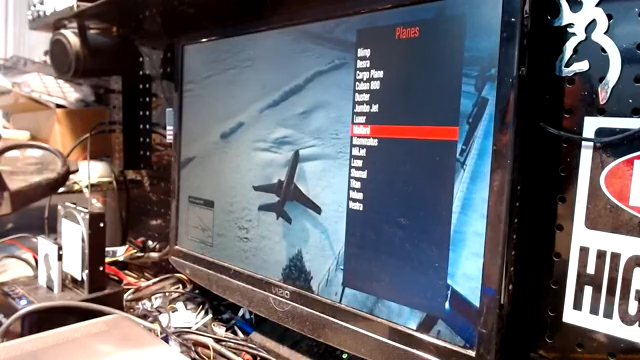 Planes
Blimp
Besra
Cargo Plane
Cuban 800
Duster
Jumbo Jet
Luxor
Mallard
Mammatus
MilJet
Lazer
Shamal
Titan
Velum
Vestra
VIZIO
HIG